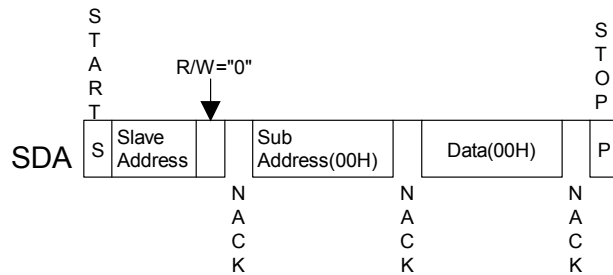 START
STOP
R/W="0"
SDA
S
Slave
Address
Sub
Address(00H)
Data(00H)
P
NACK
NACK
NACK